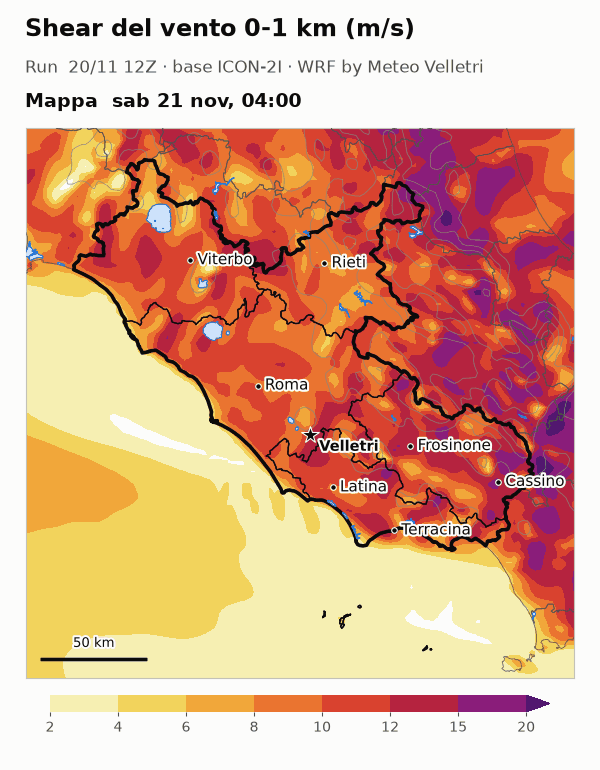 Shear del vento 0-1 km (m/s)
Run  20/11 12Z · base ICON-2I · WRF by Meteo Velletri
Mappa  sab 21 nov, 04:00
Viterbo
Rieti
Roma
Velletri
Frosinone
Cassino
Latina
Terracina
50 km
2 4 6 8 10 12 15 20